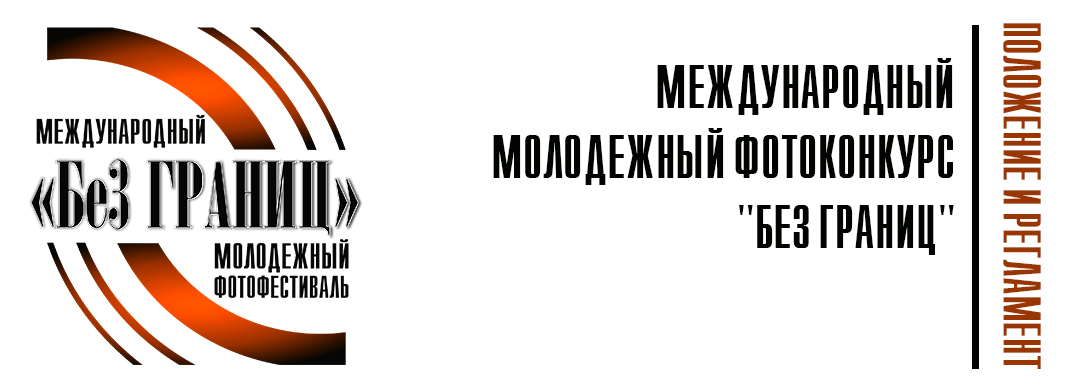 МЕЖДУНАРОДНЫЙ
«БеЗ ГРАНИЦ»
МОЛОДЕЖНЫЙ
ФОТОФЕСТИВАЛЬ
МЕЖДУНАРОДНЫЙ
МОЛОДЕЖНЫЙ ФОТОКОНКУРС
"БЕЗ ГРАНИЦ"
ПОЛОЖЕНИЕ И РЕГЛАМЕНТ